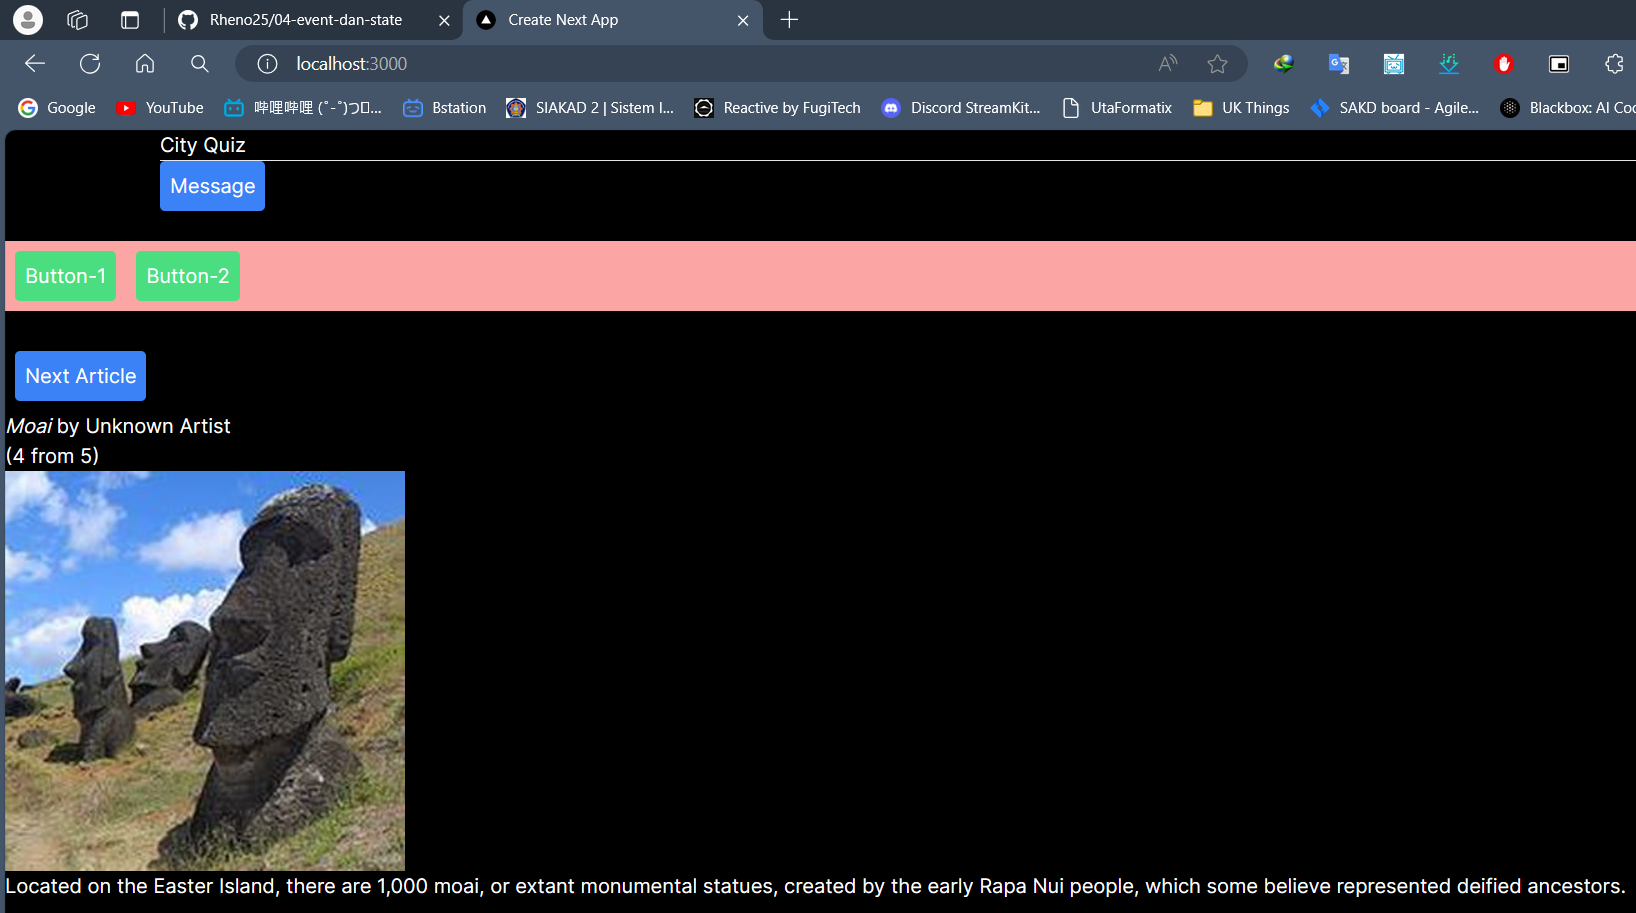 Rheno25/04-event-dan-state
Create Next App
localhost:3000
Google YouTube 哔哩哔哩 (゜-゜)つロ... Bstation SIAKAD 2 | Sistem I... Reactive by FugiTech Discord StreamKit... UtaFormatix UK Things SAKD board - Agile... Blackbox: AI Coo
City Quiz
Message
Button-1 Button-2
Next Article
Moai by Unknown Artist
(4 from 5)
Located on the Easter Island, there are 1,000 moai, or extant monumental statues, created by the early Rapa Nui people, which some believe represented deified ancestors.